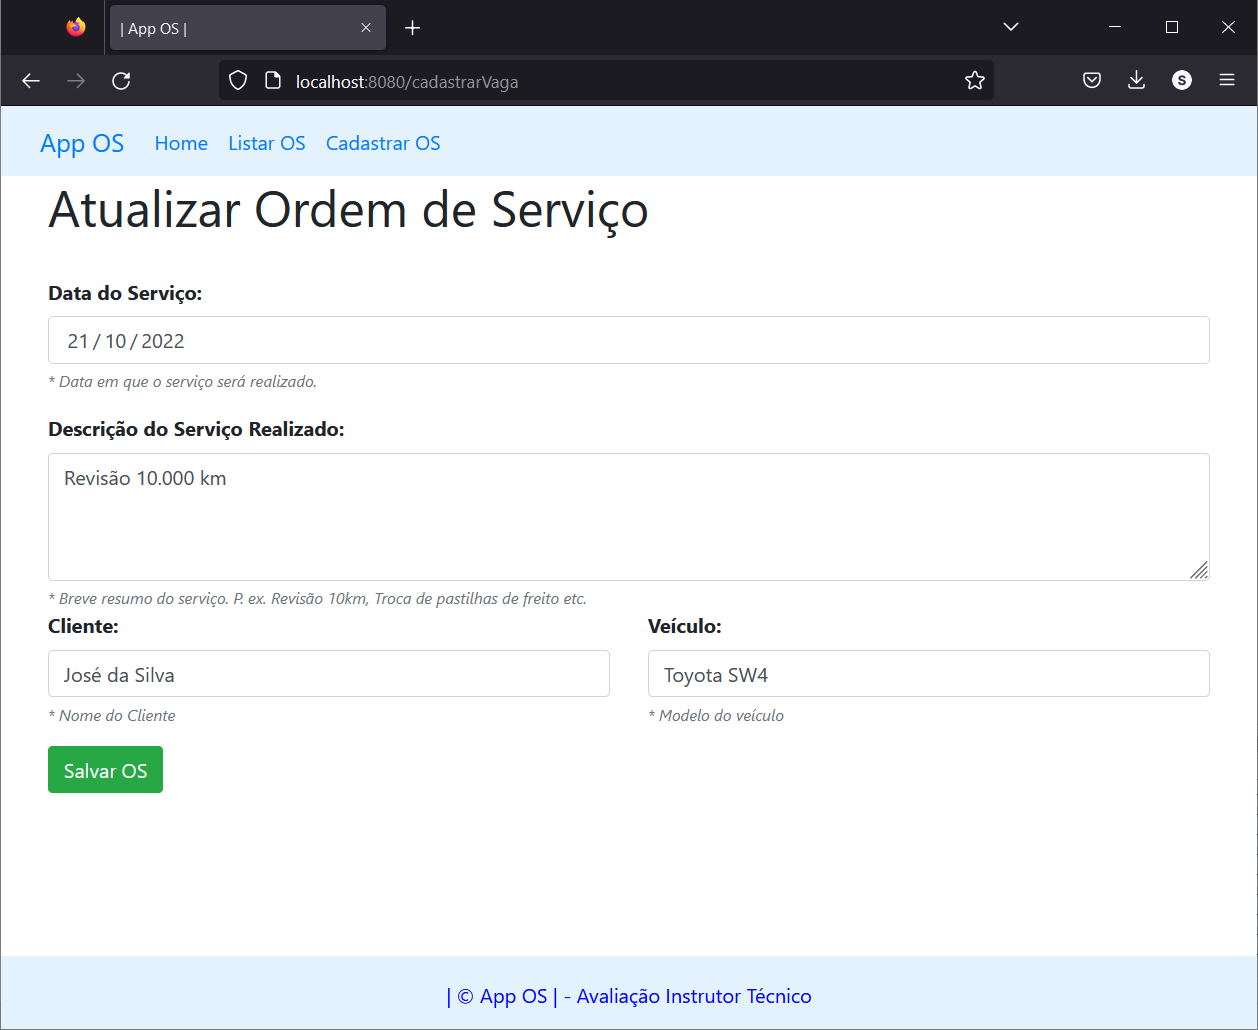 | App OS |
localhost:8080/cadastrarVaga
S
App OS Home Listar OS Cadastrar OS
Atualizar Ordem de Serviço
Data do Serviço:
21 / 10 / 2022
* Data em que o serviço será realizado.
Descrição do Serviço Realizado:
Revisão 10.000 km
* Breve resumo do serviço. P. ex. Revisão 10km, Troca de pastilhas de freito etc.
Cliente: Veículo:
José da Silva Toyota SW4
* Nome do Cliente * Modelo do veículo
Salvar OS
| © App OS | - Avaliação Instrutor Técnico